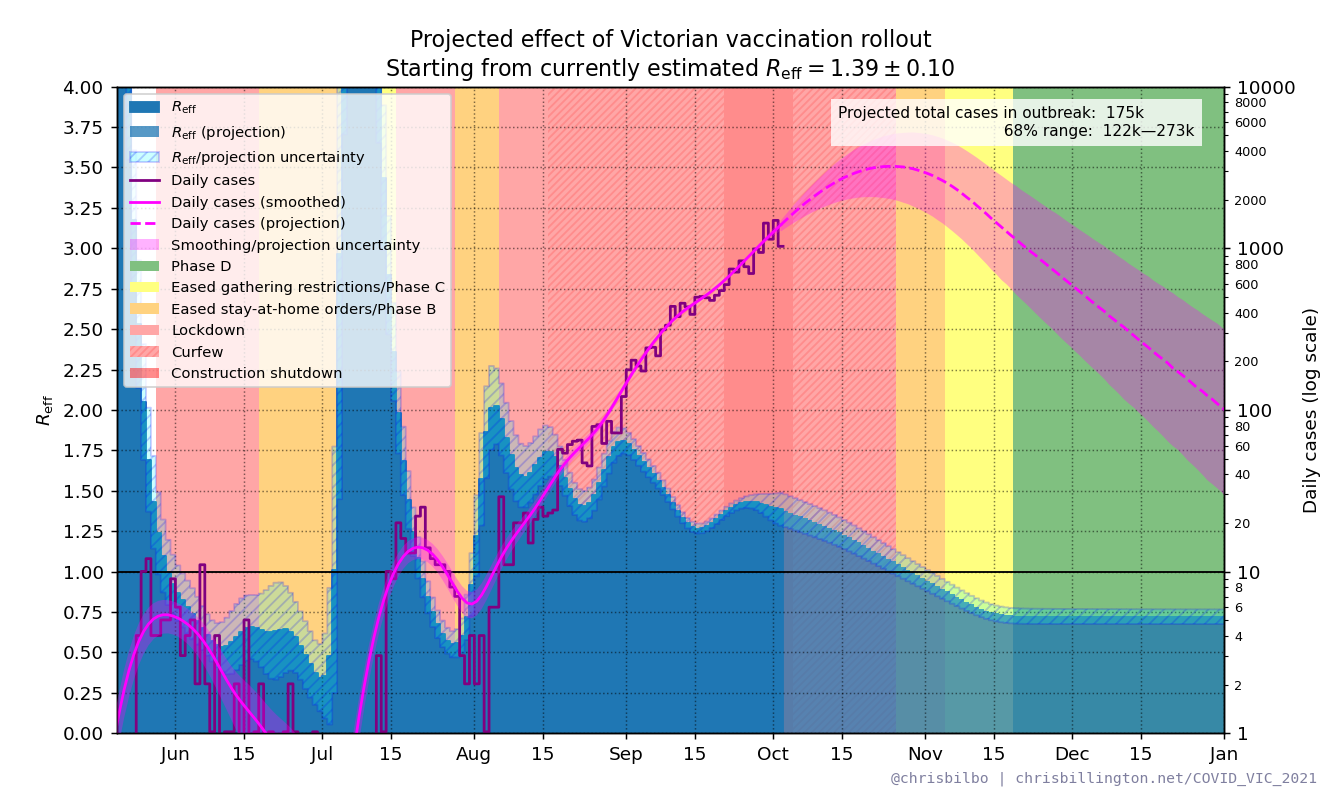 Projected effect of Victorian vaccination rollout
Starting from currently estimated Reff = 1.39 ± 0.10
Projected total cases in outbreak: 175k
68% range: 122k—273k
Reff
Reff (projection)
Reff/projection uncertainty
Daily cases
Daily cases (smoothed)
Daily cases (projection)
Smoothing/projection uncertainty
Phase D
Eased gathering restrictions/Phase C
Eased stay-at-home orders/Phase B
Lockdown
Curfew
Construction shutdown
Reff
4.00
3.75
3.50
3.25
3.00
2.75
2.50
2.25
2.00
1.75
1.50
1.25
1.00
0.75
0.50
0.25
0.00
10000
8000
6000
4000
2000
1000
800
600
400
200
100
80
60
40
20
10
8
6
4
2
1
Daily cases (log scale)
Jun 15 Jul 15 Aug 15 Sep 15 Oct 15 Nov 15 Dec 15 Jan
@chrisbilbo | chrisbillington.net/COVID_VIC_2021